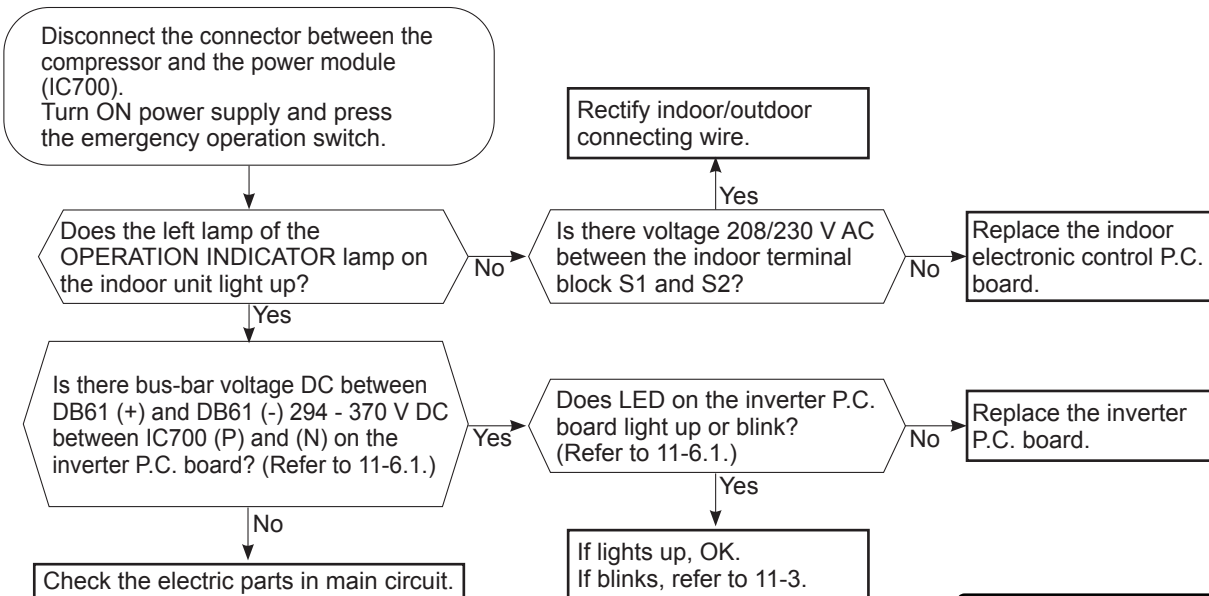 Disconnect the connector between the
compressor and the power module
(IC700).
Turn ON power supply and press
the emergency operation switch.
Rectify indoor/outdoor
connecting wire.
Yes
Does the left lamp of the
OPERATION INDICATOR lamp on
the indoor unit light up?
No
Is there voltage 208/230 V AC
between the indoor terminal
block S1 and S2?
No
Replace the indoor
electronic control P.C.
board.
Yes
Is there bus-bar voltage DC between
DB61 (+) and DB61 (-) 294 - 370 V DC
between IC700 (P) and (N) on the
inverter P.C. board? (Refer to 11-6.1.)
Yes
Does LED on the inverter P.C.
board light up or blink?
(Refer to 11-6.1.)
No
Replace the inverter
P.C. board.
Yes
No
If lights up, OK.
If blinks, refer to 11-3.
Check the electric parts in main circuit.